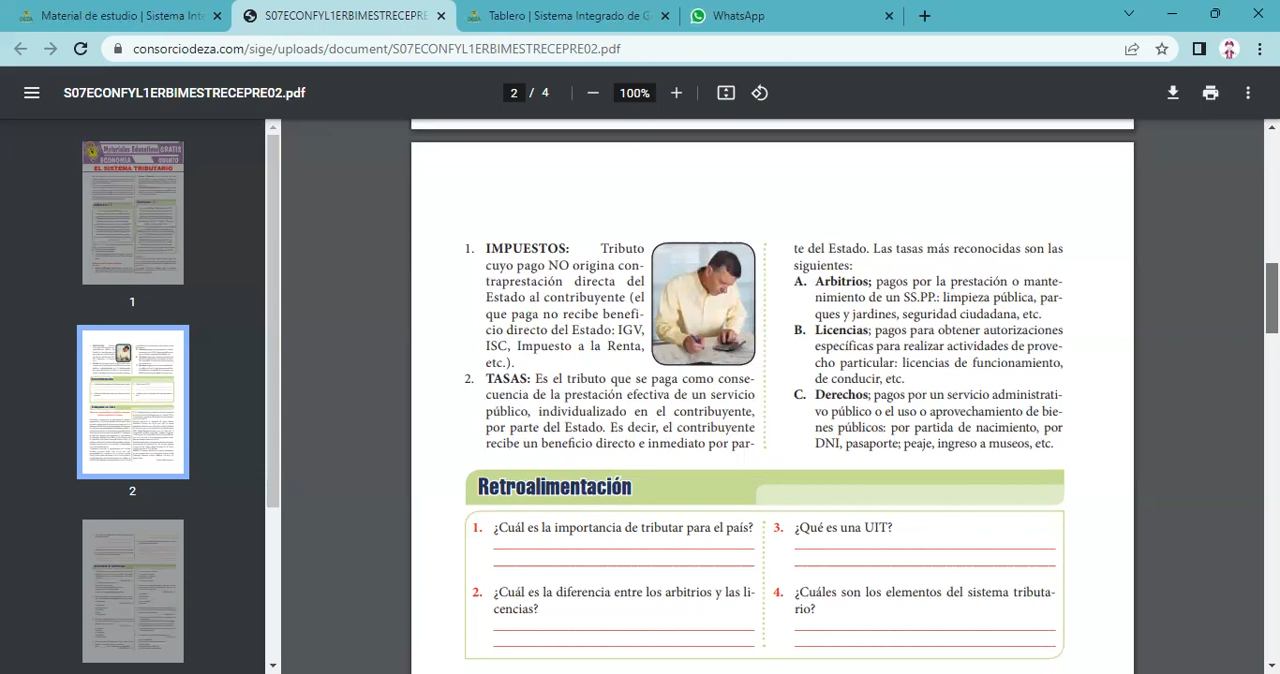 Material de estudio | Sistema Inte
S07ECONFYL1ERBIMESTRECEPRE
Tablero | Sistema Integrado de G
WhatsApp
consorciodeza.com/sige/uploads/document/S07ECONFYL1ERBIMESTRECEPRE02.pdf
S07ECONFYL1ERBIMESTRECEPRE02.pdf
2 / 4
100%
Materiales Educativos GRATIS
ECONOMIA QUINTO
EL SISTEMA TRIBUTARIO
1
2
1. IMPUESTOS: Tributo
cuyo pago NO origina con-
traprestación directa del
Estado al contribuyente (el
que paga no recibe benefi-
cio directo del Estado: IGV,
ISC, Impuesto a la Renta,
etc.).
2. TASAS: Es el tributo que se paga como conse-
cuencia de la prestación efectiva de un servicio
público, individualizado en el contribuyente,
por parte del Estado. Es decir, el contribuyente
recibe un beneficio directo e inmediato por par-
te del Estado. Las tasas más reconocidas son las
siguientes:
A. Arbitrios; pagos por la prestación o mante-
nimiento de un SS.PP.: limpieza pública, par-
ques y jardines, seguridad ciudadana, etc.
B. Licencias; pagos para obtener autorizaciones
específicas para realizar actividades de prove-
cho particular: licencias de funcionamiento,
de conducir, etc.
C. Derechos; pagos por un servicio administrati-
vo público o el uso o aprovechamiento de bie-
nes públicos: por partida de nacimiento, por
DNI, pasaporte; peaje, ingreso a museos, etc.
Retroalimentación
1. ¿Cuál es la importancia de tributar para el país?
2. ¿Cuál es la diferencia entre los arbitrios y las li-
cencias?
3. ¿Qué es una UIT?
4. ¿Cuáles son los elementos del sistema tributa-
rio?